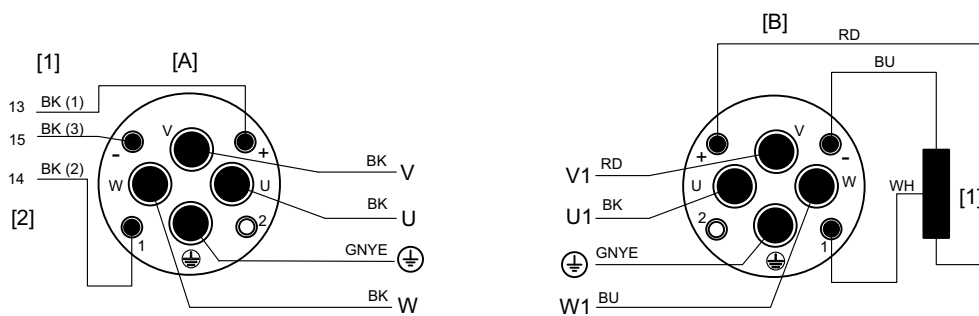 [B]
RD
[1]
[A]
BU
13 BK (1)
15 BK (3)
V
+
-
W
U
BK
V
14 BK (2)
[2]
1
2
BK
U
GNYE
BK
W
V
+
-
U
W
V1 RD
U1 BK
WH
[1]
2
1
GNYE
W1 BU